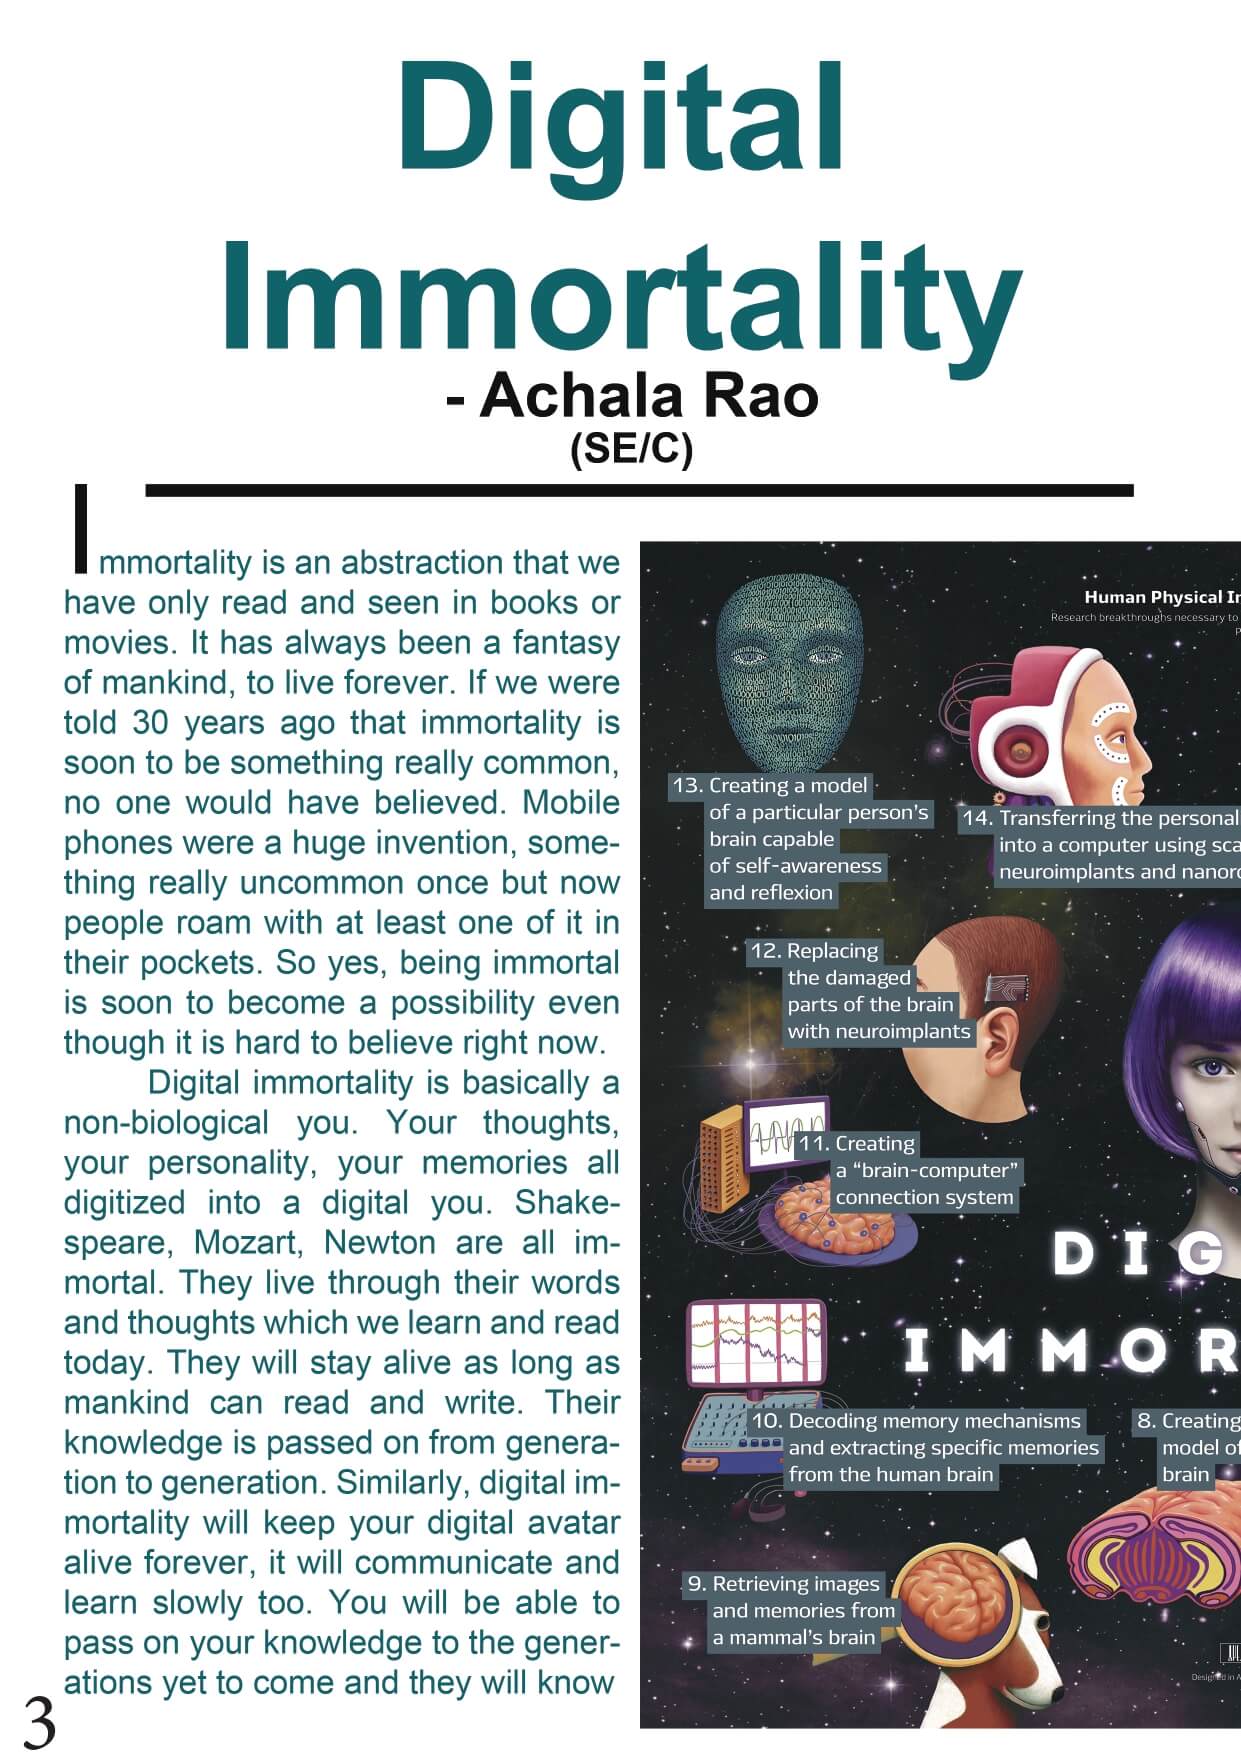 Digital
Immortality
- Achala Rao
(SE/C)
Immortality is an abstraction that we
have only read and seen in books or
movies. It has always been a fantasy
of mankind, to live forever. If we were
told 30 years ago that immortality is
soon to be something really common,
no one would have believed. Mobile
phones were a huge invention, some-
thing really uncommon once but now
people roam with at least one of it in
their pockets. So yes, being immortal
is soon to become a possibility even
though it is hard to believe right now.
Digital immortality is basically a
non-biological you. Your thoughts,
your personality, your memories all
digitized into a digital you. Shake-
speare, Mozart, Newton are all im-
mortal. They live through their words
and thoughts which we learn and read
today. They will stay alive as long as
mankind can read and write. Their
knowledge is passed on from genera-
tion to generation. Similarly, digital im-
mortality will keep your digital avatar
alive forever, it will communicate and
learn slowly too. You will be able to
pass on your knowledge to the gener-
ations yet to come and they will know
3
Human Physical
Research breakthroughs necessary to
13. Creating a model
of a particular person's
brain capable
of self-awareness
and reflexion
14. Transferring the personal
into a computer using
neuroimplants and
12. Replacing
the damaged
parts of the brain
with neuroimplants
11. Creating
a "brain-computer"
connection system
DIG
IMMOR
10. Decoding memory mechanisms
and extracting specific memories
from the human brain
8. Creating
model of
brain
9. Retrieving images
and memories from
a mammal's brain
Designed in